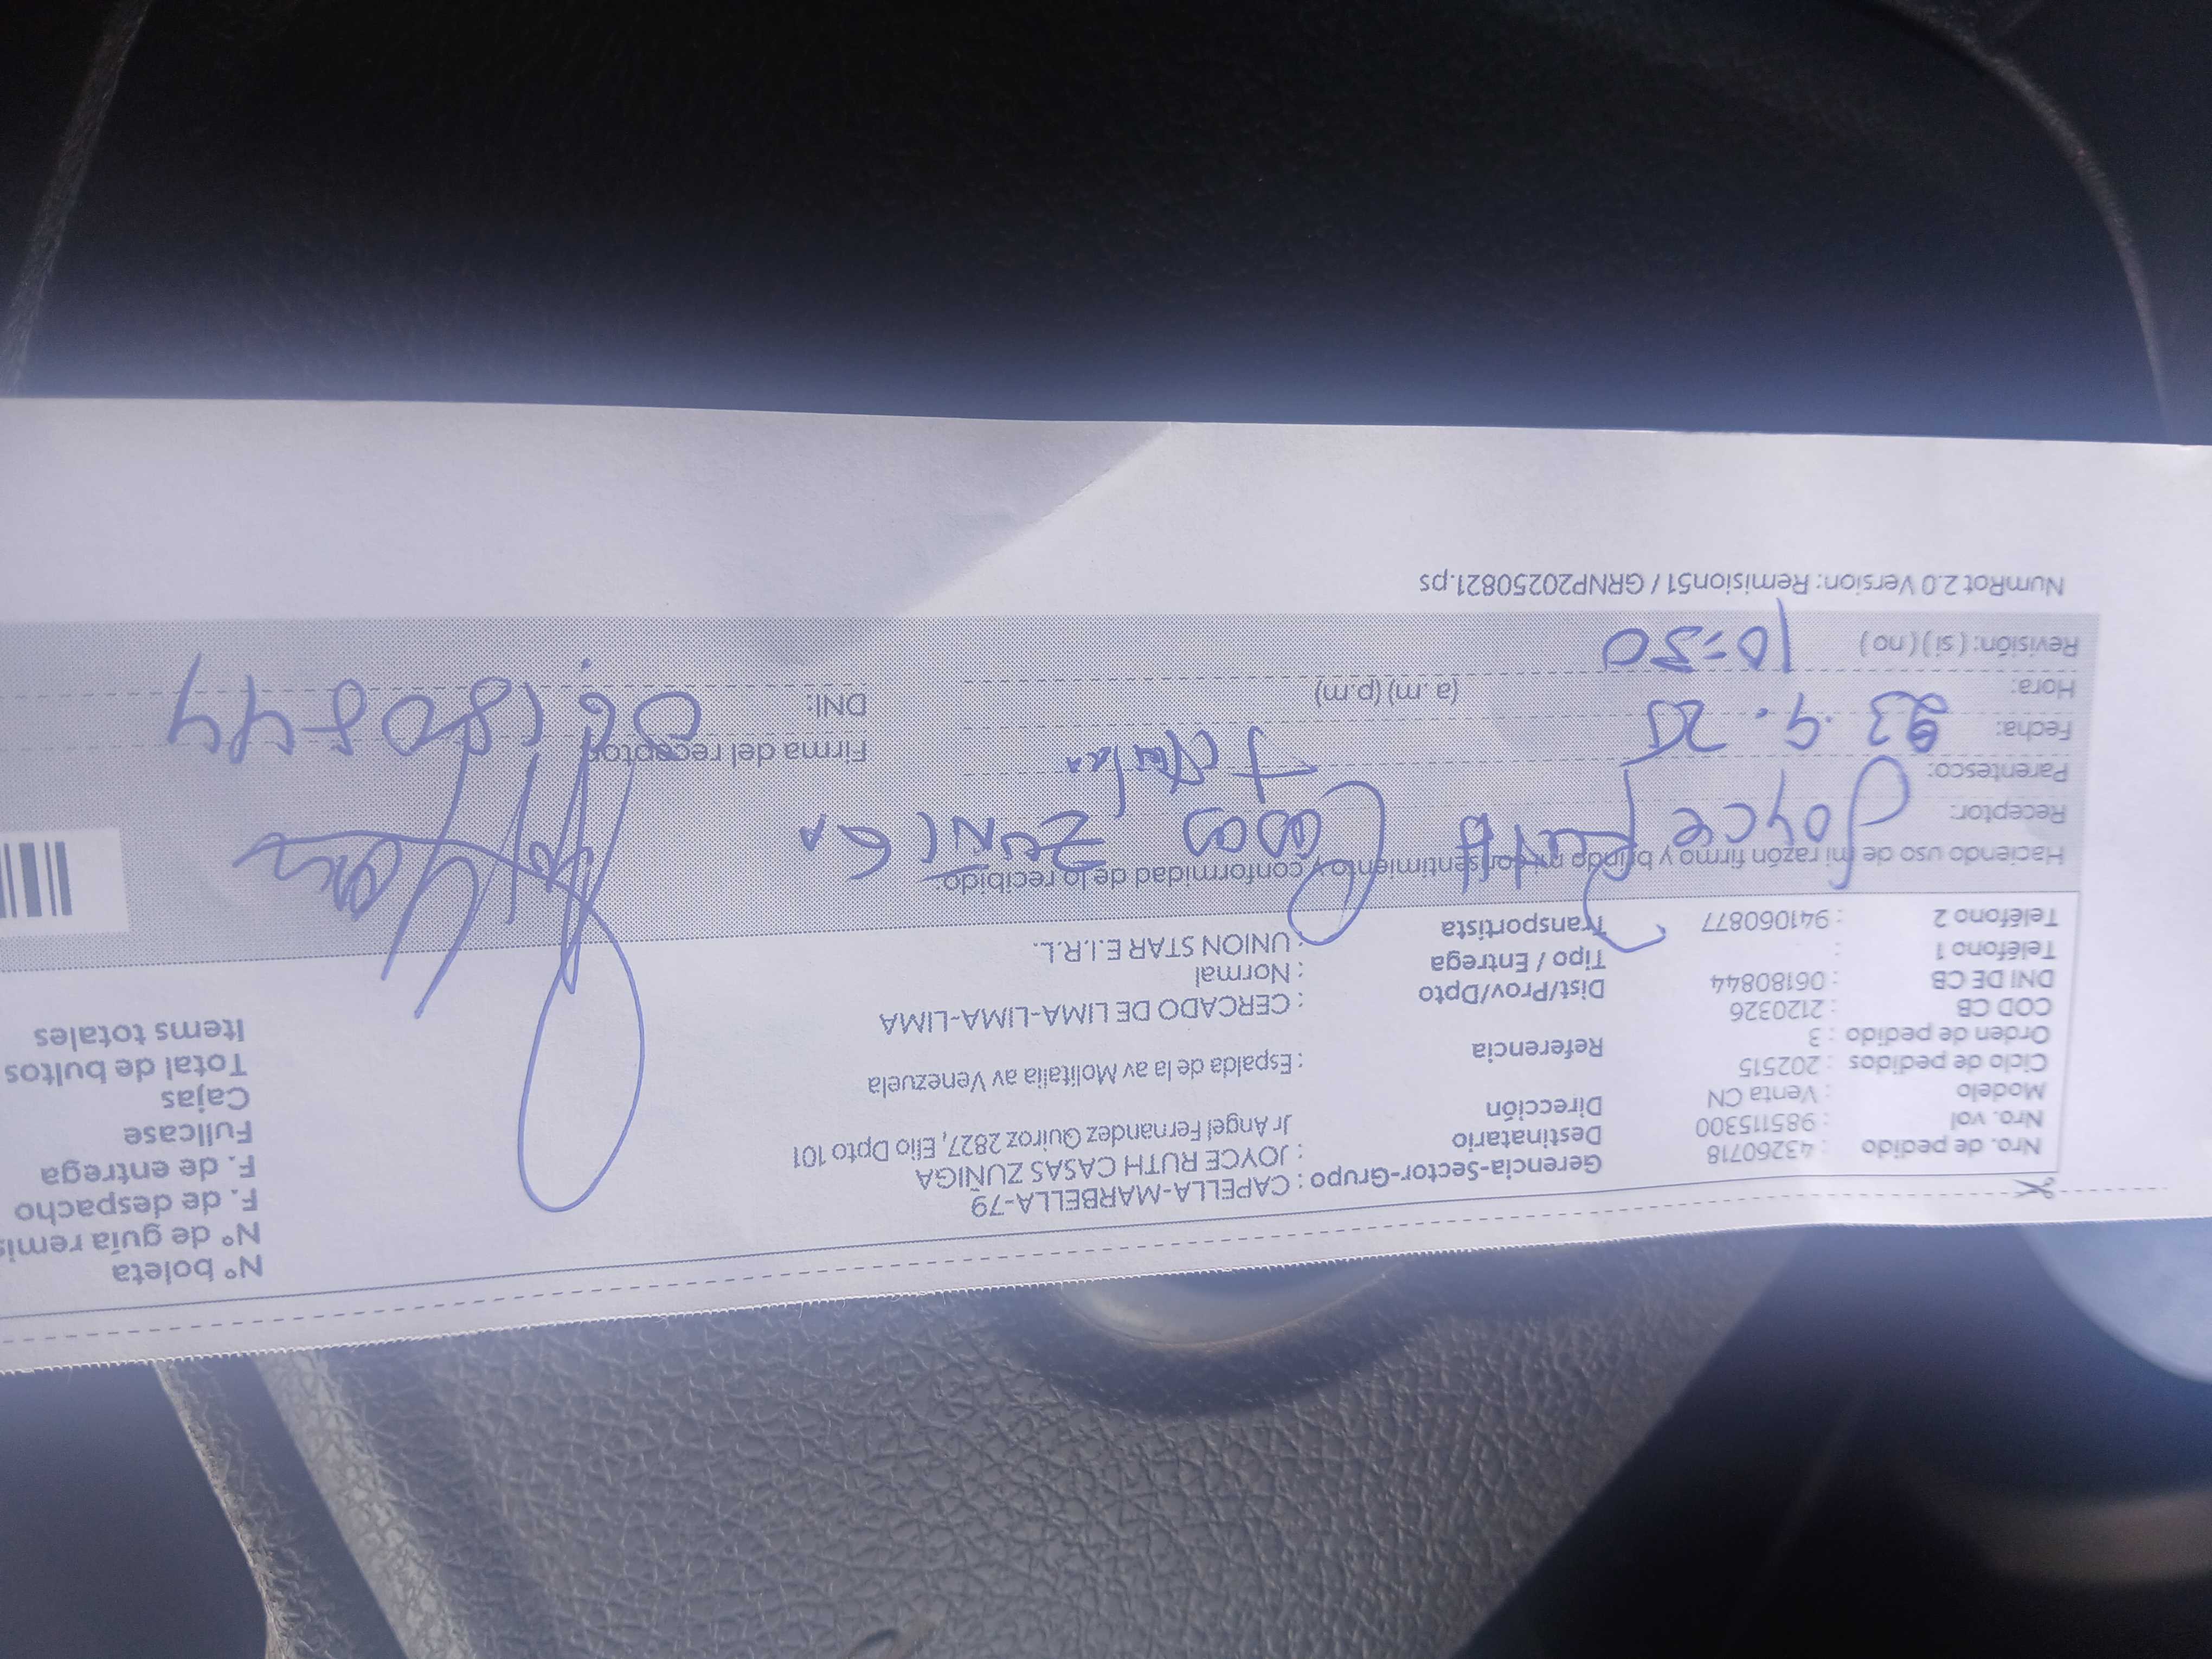 Nº boleta
Nº de guía remis
F. de despacho
F. de entrega
Fullcase
Cajas
Total de bultos
Items totales
Nro. de pedido : 43260718
Nro. vol : 985115300
Modelo : Venta CN
Ciclo de pedidos : 202515
Orden de pedido : 3
COD CB : 2120326
DNI DE CB : 06180844
Teléfono 1 :
Teléfono 2 : 941060877
Gerencia-Sector-Grupo : CAPELLA-MARBELLA-79
Destinatario : JOYCE RUTH CASAS ZUÑIGA
Dirección Jr Angel Fernandez Quiroz 2827, Elio Dpto 101
Referencia : Espalda de la av Molitalia av Venezuela
Dist/Prov/Dpto : CERCADO DE LIMA-LIMA-LIMA
Tipo / Entrega : Normal
Transportista : UNION STAR E.I.R.L.
Haciendo uso de mi razón firmo y brindo mi consentimiento y conformidad de lo recibido:
Receptor: Joyce Ruth Casas ZUÑIGA
Parentesco: titular
Fecha: 23.9.25
Hora: (a.m) (p.m)
Revisión: ( si ) ( no ) 10:50
Firma del receptor
DNI: 06180844
NumRot 2.0 Version: Remision51 / GRNP20250821.ps